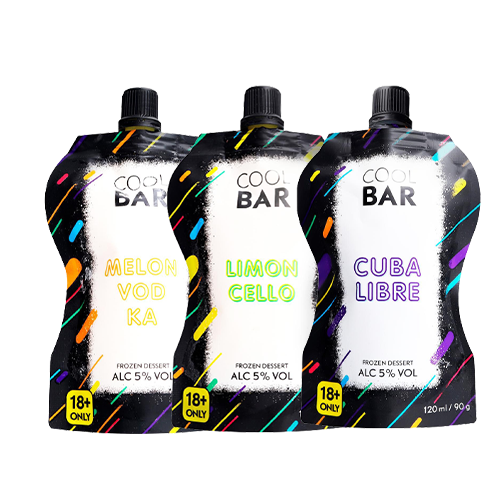 COOL
BAR
MELON
VOD
KA
FROZEN DESSERT
ALC 5% VOL
18+
ONLY
COOL
BAR
LIMON
CELLO
FROZEN DESSERT
ALC 5% VOL
18+
ONLY
COOL
BAR
CUBA
LIBRE
FROZEN DESSERT
ALC 5% VOL
18+
ONLY
120 ml / 90 g